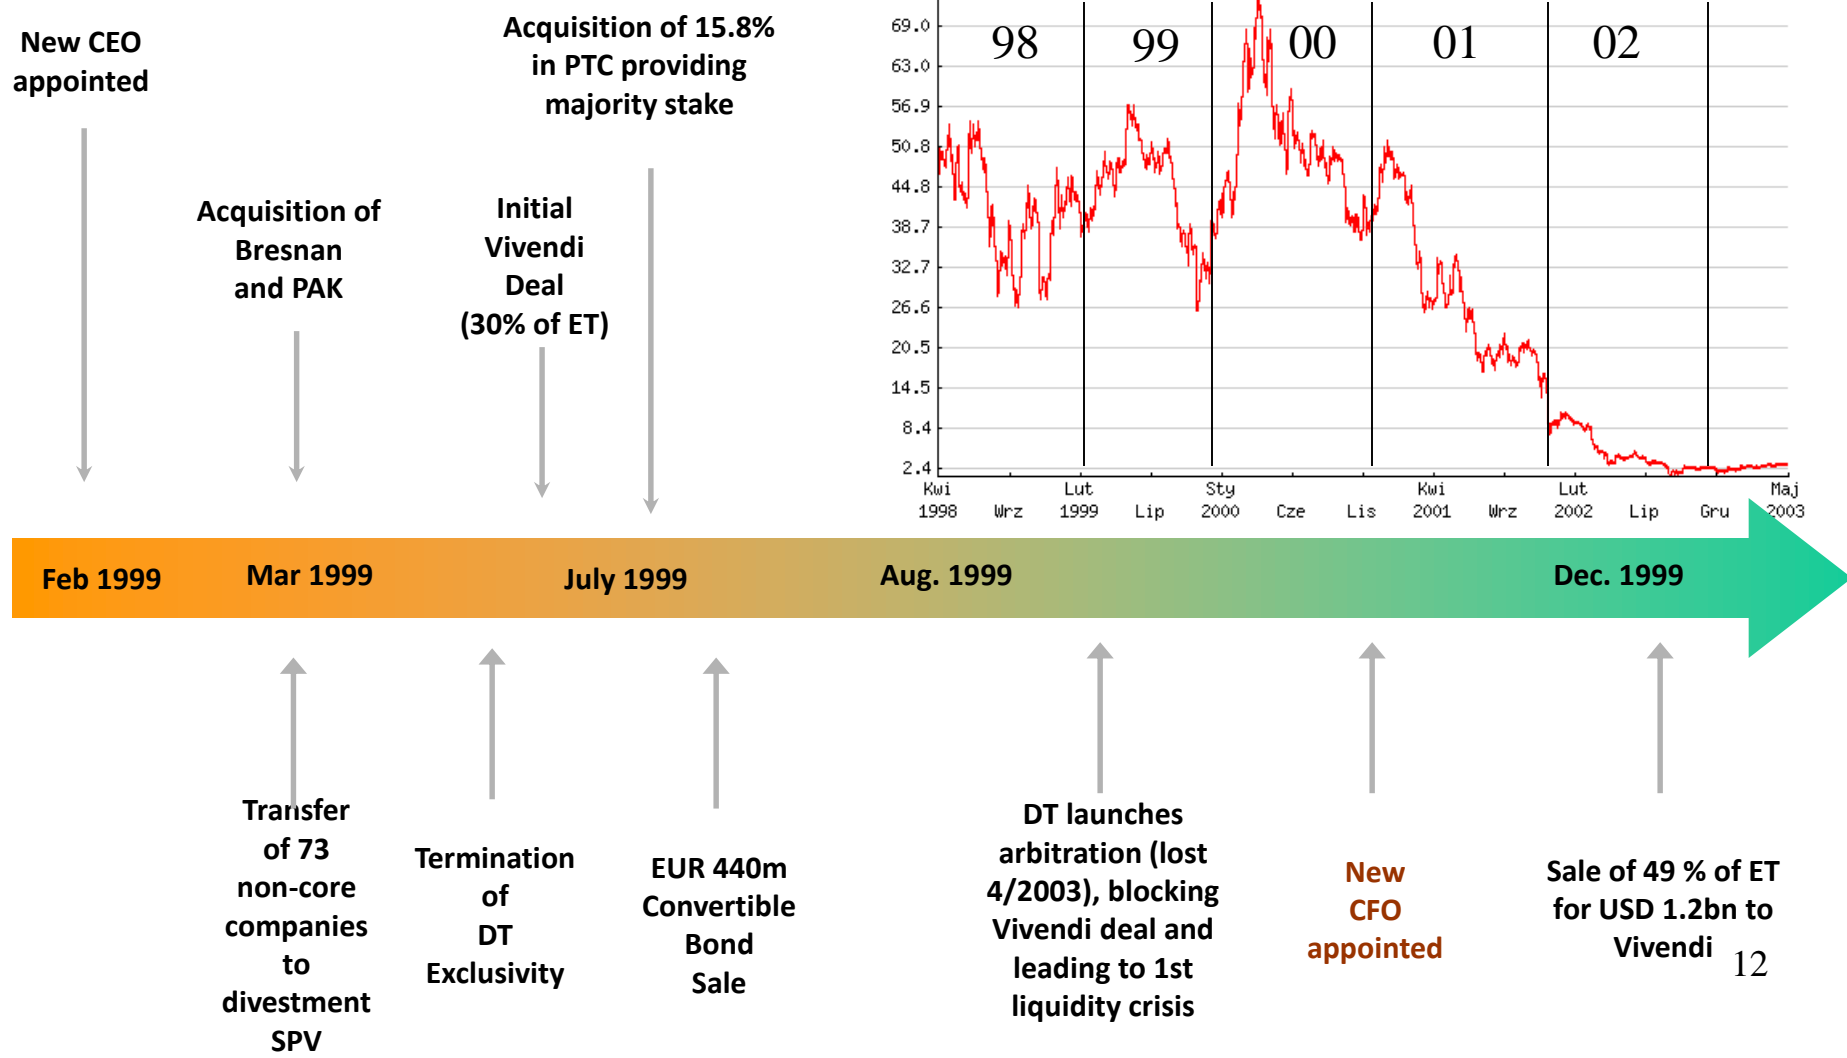 New CEO
appointed
Acquisition of
Bresnan
and PAK
Initial
Vivendi
Deal
(30% of ET)
Acquisition of 15.8%
in PTC providing
majority stake
98
99
00
01
02
69.0
63.0
56.9
50.8
44.8
38.7
32.7
26.6
20.5
14.5
8.4
2.4
Kwi Lut Sty Kwi Lut Maj
1998 Wrz 1999 Lip 2000 Cze Lis 2001 Wrz 2002 Lip Gru 2003
Feb 1999
Mar 1999
July 1999
Aug. 1999
Dec. 1999
Transfer
of 73
non-core
companies
to
divestment
SPV
Termination
of
DT
Exclusivity
EUR 440m
Convertible
Bond
Sale
DT launches
arbitration (lost
4/2003), blocking
Vivendi deal and
leading to 1st
liquidity crisis
New
CFO
appointed
Sale of 49 % of ET
for USD 1.2bn to
Vivendi
12